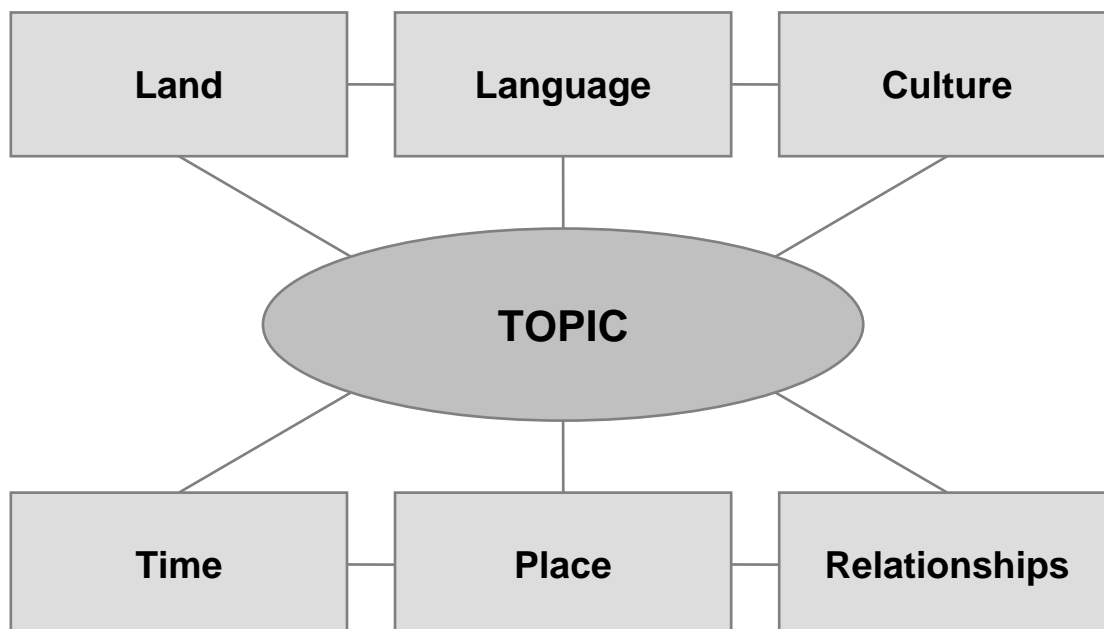 Land
Language
Culture
TOPIC
Time
Place
Relationships